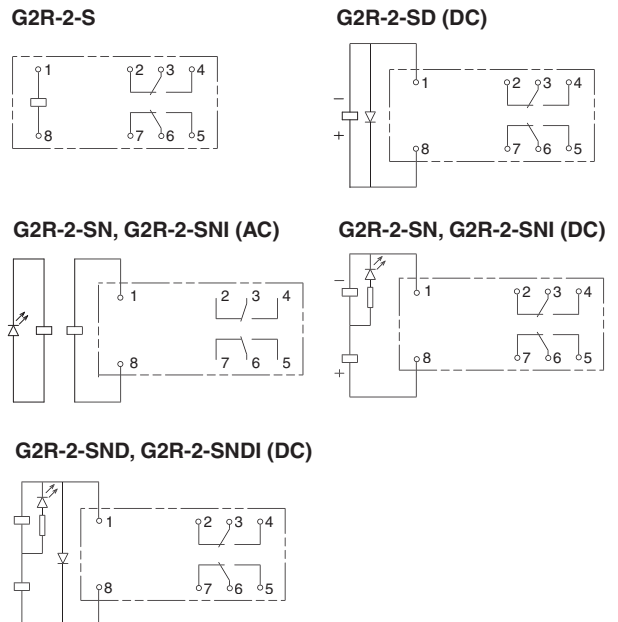 G2R-2-S
1 2 3 4
8 7 6 5
G2R-2-SD (DC)
1 2 3 4
−
+
8 7 6 5
G2R-2-SN, G2R-2-SNI (AC)
1 2 3 4
8 7 6 5
G2R-2-SN, G2R-2-SNI (DC)
−
1 2 3 4
8 7 6 5
+
G2R-2-SND, G2R-2-SNDI (DC)
1 2 3 4
8 7 6 5